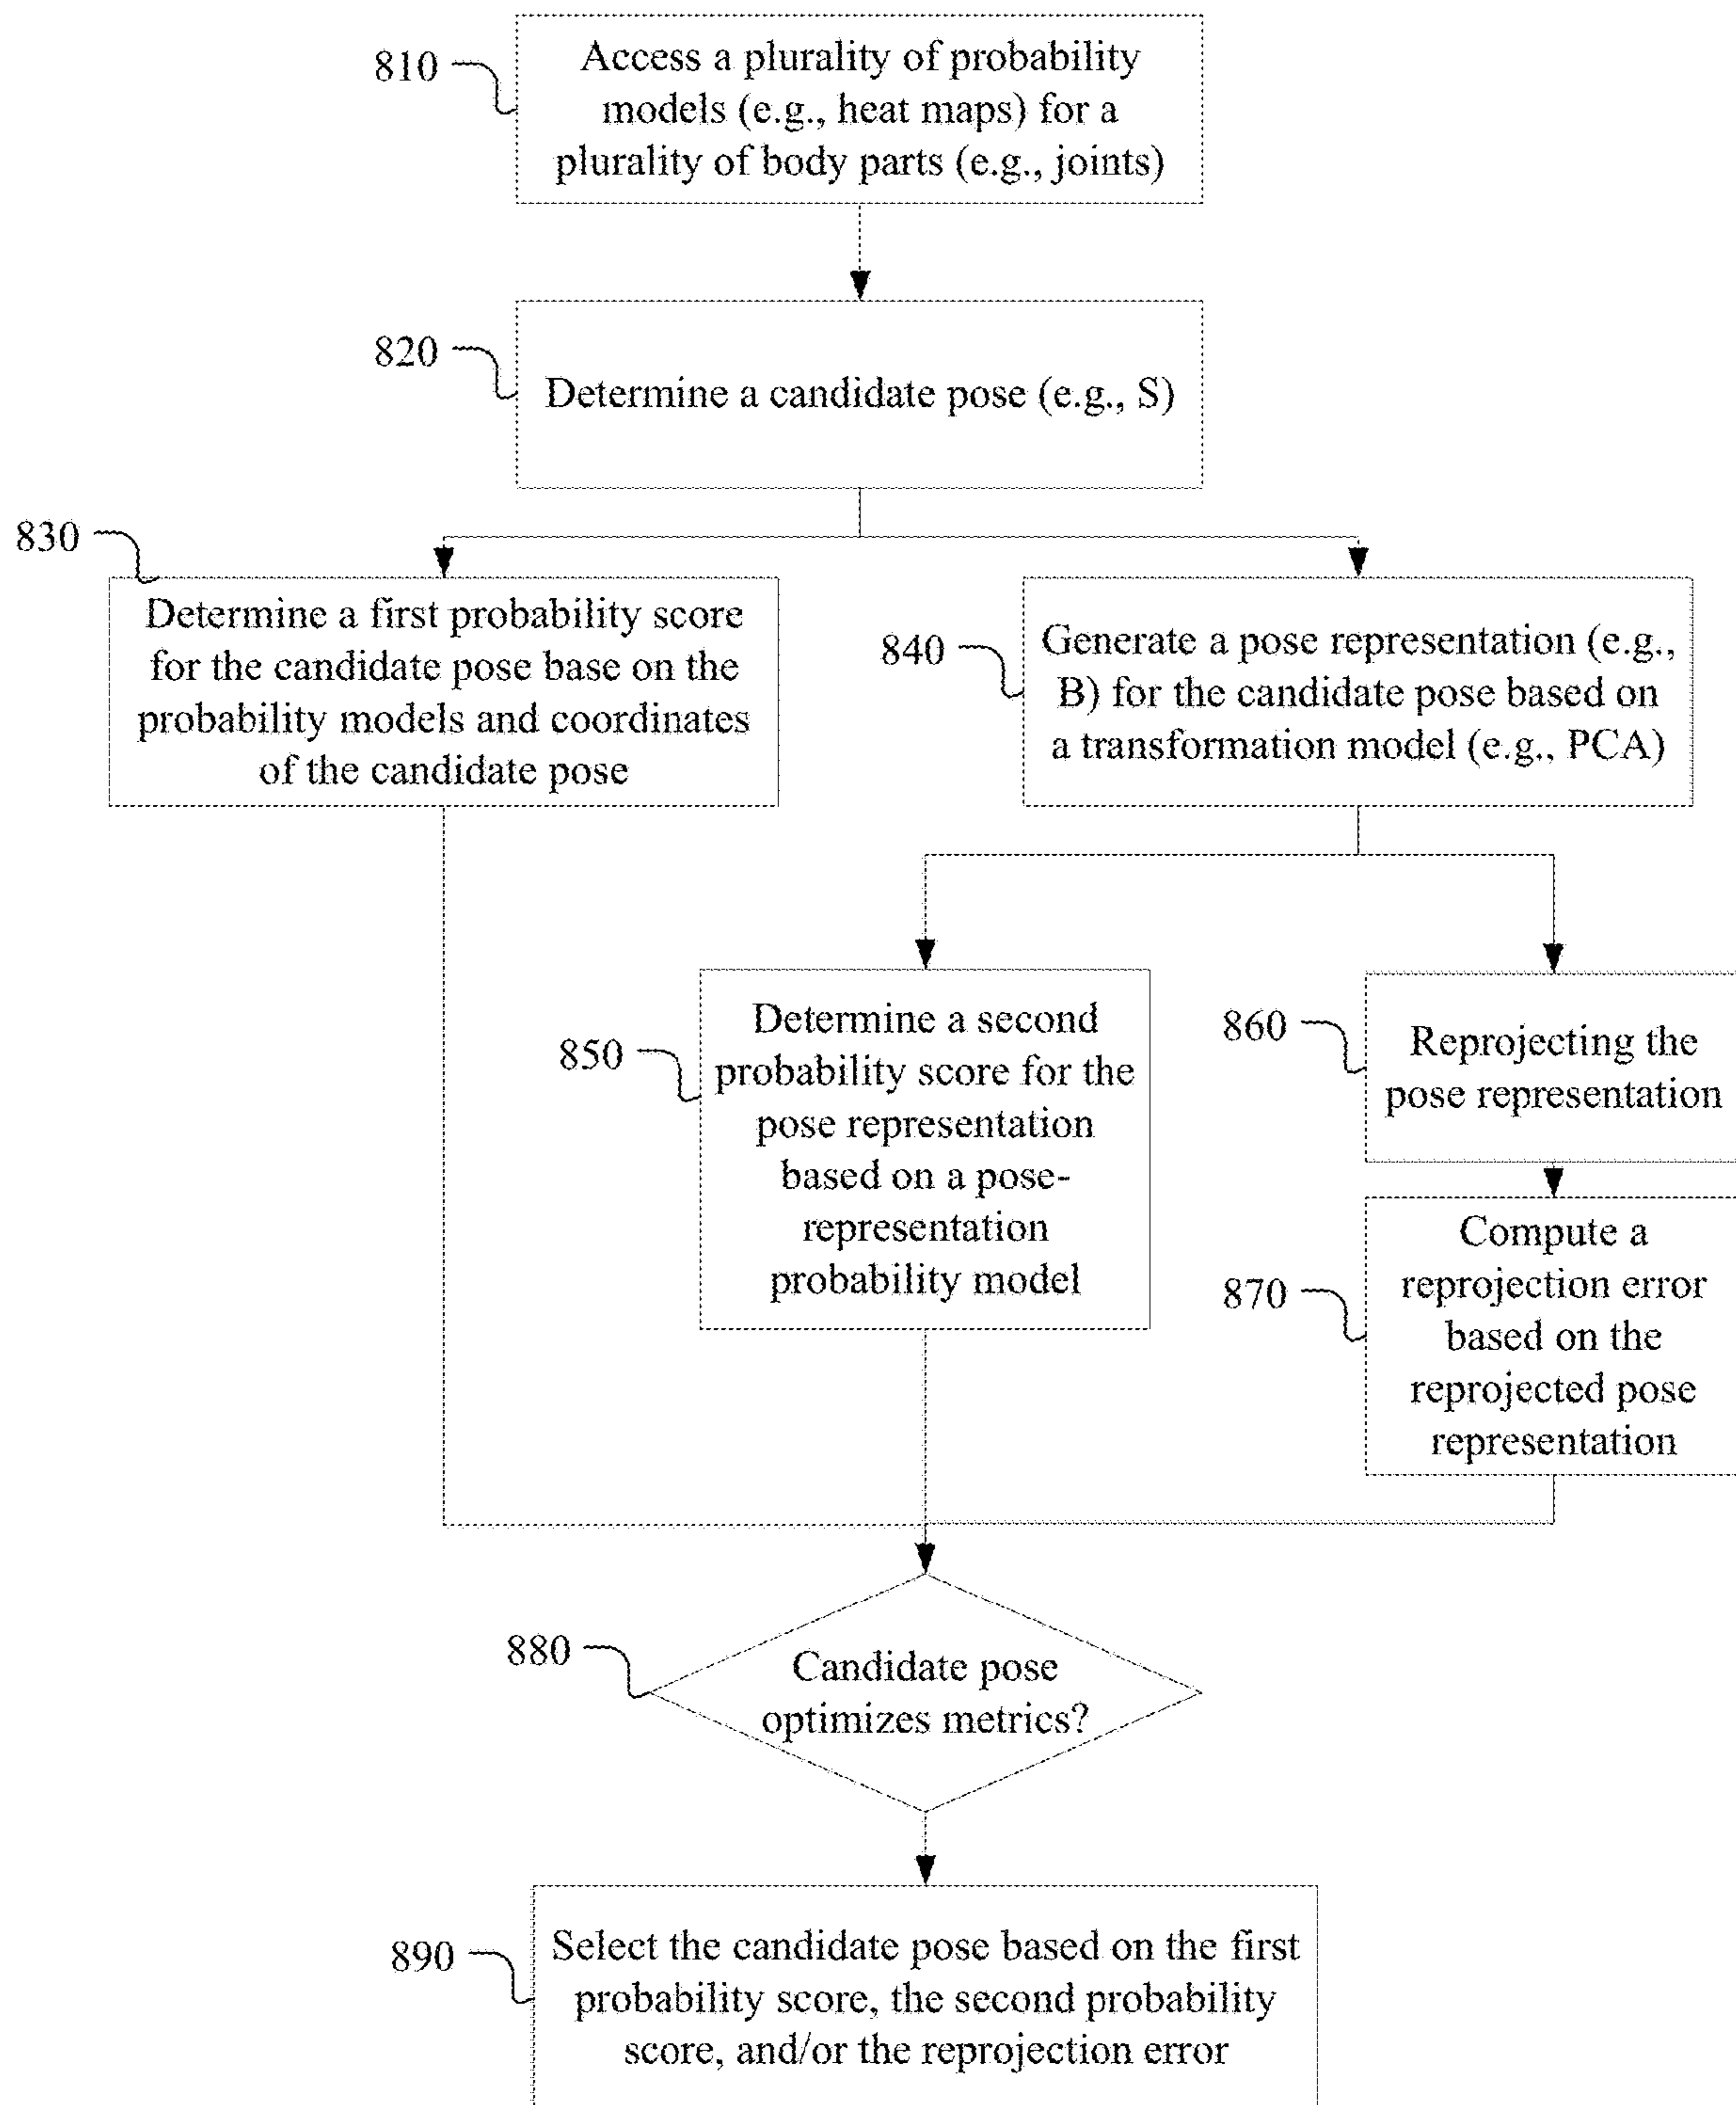 810
Access a plurality of probability
models (e.g., heat maps) for a
plurality of body parts (e.g., joints)
820
Determine a candidate pose (e.g., S)
830
Determine a first probability score
for the candidate pose base on the
probability models and coordinates
of the candidate pose
840
Generate a pose representation (e.g.,
B) for the candidate pose based on
a transformation model (e.g., PCA)
850
Determine a second
probability score for the
pose representation
based on a pose-
representation
probability model
860
Reprojecting the
pose representation
870
Compute a
reprojection error
based on the
reprojected pose
representation
880
Candidate pose
optimizes metrics?
890
Select the candidate pose based on the first
probability score, the second probability
score, and/or the reprojection error